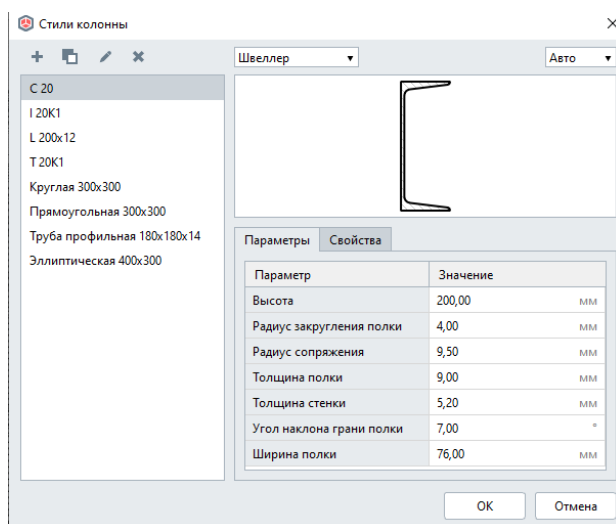 Стили колонны
Швеллер
Авто
C 20
I 20К1
L 200x12
T 20К1
Круглая 300x300
Прямоугольная 300x300
Труба профильная 180x180x14
Эллиптическая 400x300
Параметры Свойства
Параметр Значение
Высота 200,00 мм
Радиус закругления полки 4,00 мм
Радиус сопряжения 9,50 мм
Толщина полки 9,00 мм
Толщина стенки 5,20 мм
Угол наклона грани полки 7,00 °
Ширина полки 76,00 мм
ОК Отмена